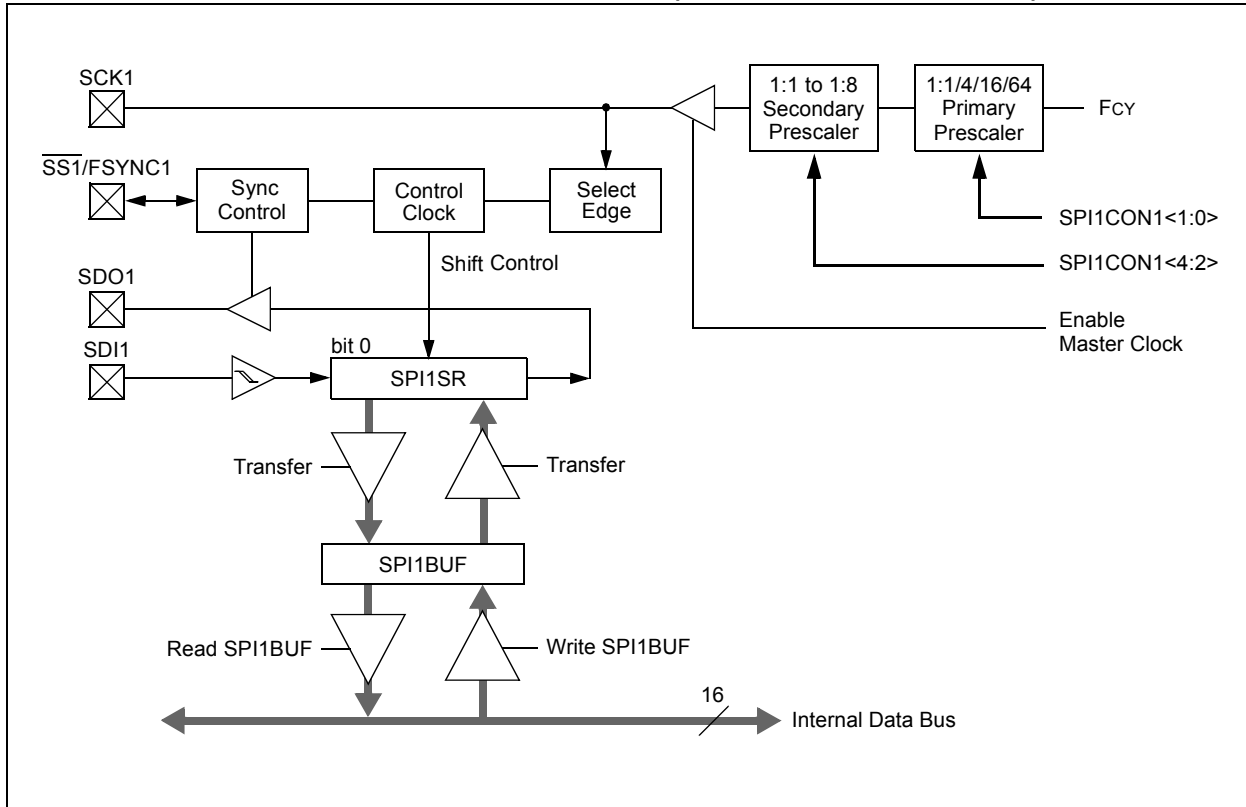 SCK1
1:1 to 1:8
Secondary
Prescaler
1:1/4/16/64
Primary
Prescaler
FCY
SS1/FSYNC1
Sync
Control
Control
Clock
Select
Edge
SPI1CON1<1:0>
Shift Control
SPI1CON1<4:2>
SDO1
Enable
Master Clock
SDI1
bit 0
SPI1SR
Transfer
Transfer
SPI1BUF
Read SPI1BUF
Write SPI1BUF
16
Internal Data Bus